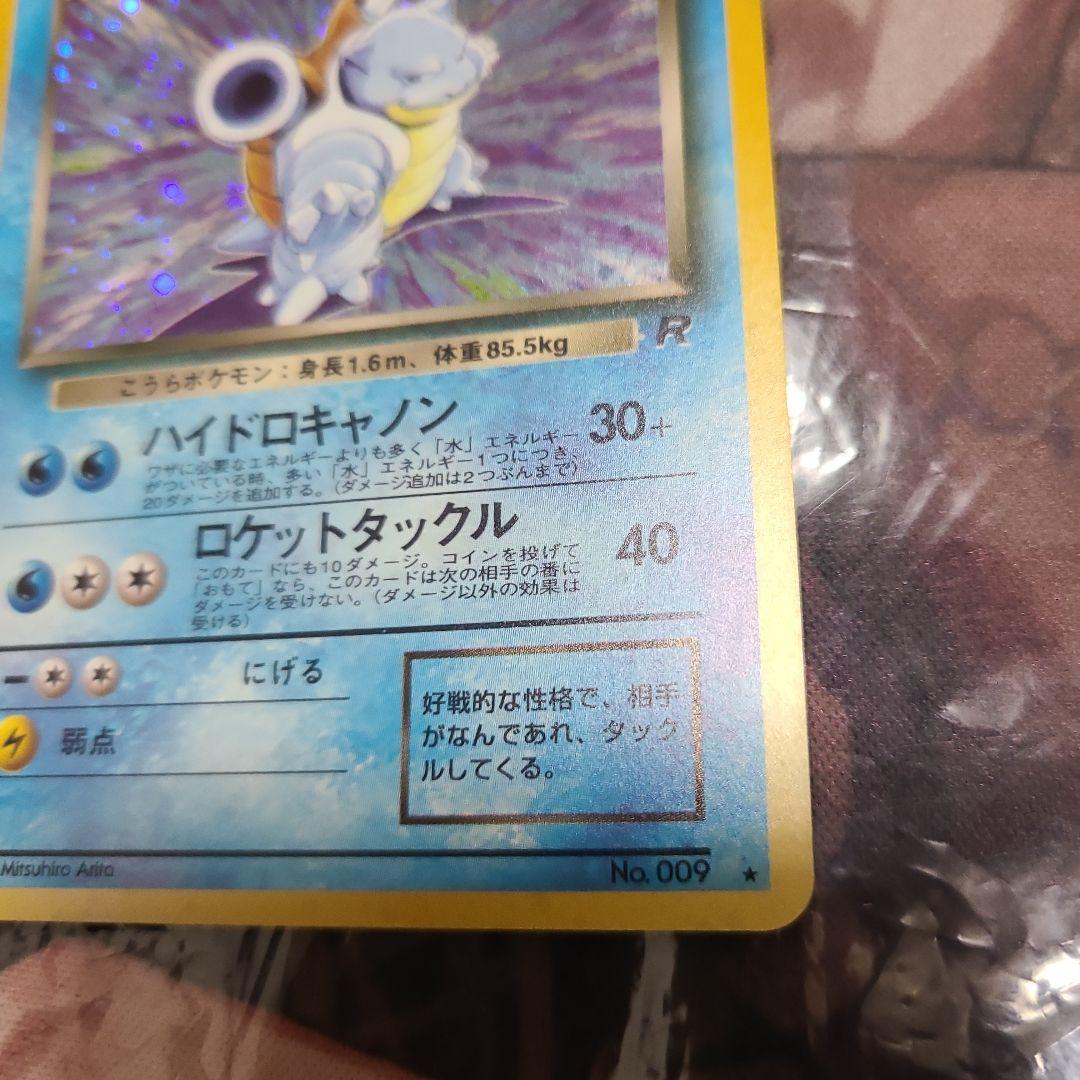 R
こうらポケモン：身長1.6m、体重85.5kg
ハイドロキャノン 30+
ワザに必要なエネルギーよりも多く「水」エネルギー
がついている時、多い「水」エネルギー1つにつき、
20ダメージを追加する。(ダメージ追加は2つぶんまで)
ロケットタックル 40
このカードにも10ダメージ。コインを投げて
「おもて」なら、このカードは次の相手の番に
ダメージを受けない。(ダメージ以外の効果は
受ける)
にげる
弱点
好戦的な性格で、相手
がなんであれ、タック
ルしてくる。
Mitsuhiro Arita
No. 009 ★